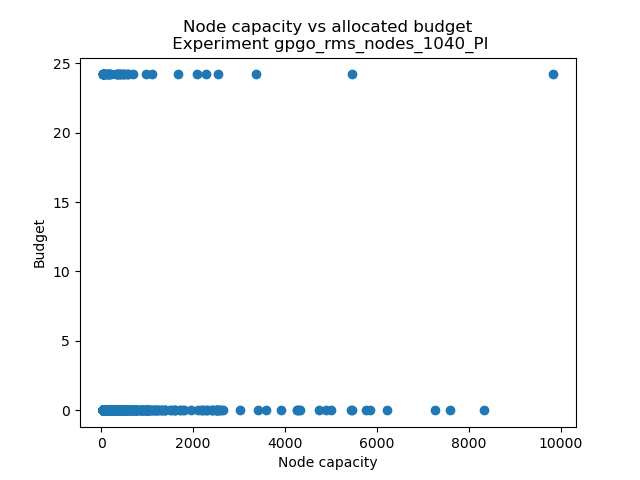 Node capacity vs allocated budget
Experiment gpgo_rms_nodes_1040_PI
25
20
15
10
5
0
Budget
0 2000 4000 6000 8000 10000
Node capacity